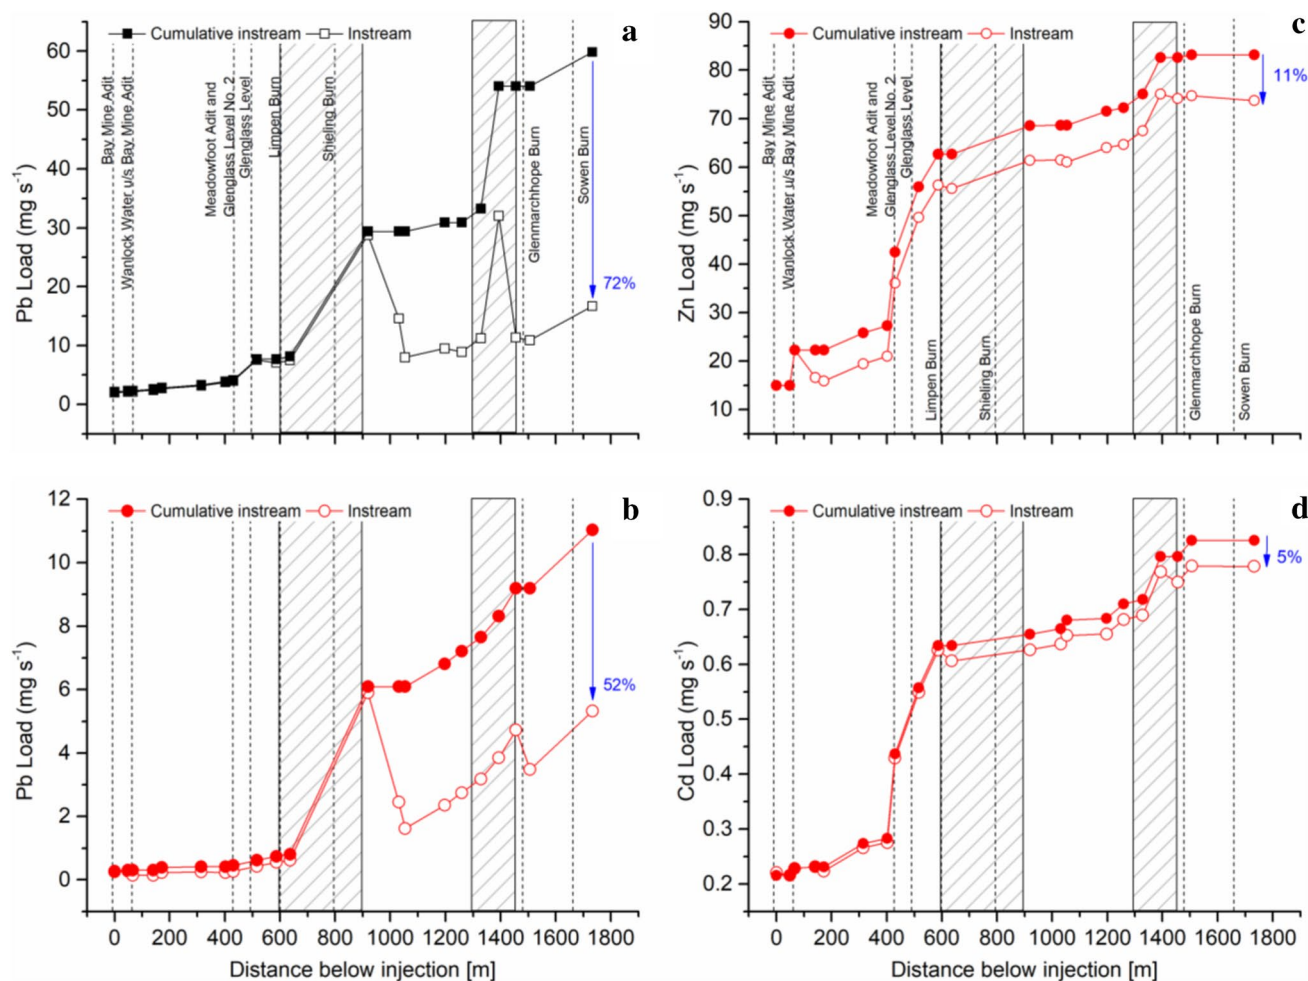 a
Cumulative instream
Instream
60
50
40
30
20
10
0
Pb Load (mg s⁻¹)
Bay Mine Adit
Wanlock Water u/s Bay Mine Adit
Meadowfoot Adit and
Glenglass Level No. 2
Glenglass Level
Limpen Burn
Shieling Burn
Glenmarchhope Burn
Sowen Burn
72%
c
Cumulative instream
Instream
90
80
70
60
50
40
30
20
10
Zn Load (mg s⁻¹)
Bay Mine Adit
Wanlock Water u/s Bay Mine Adit
Meadowfoot Adit and
Glenglass Level No. 2
Glenglass Level
Limpen Burn
Shieling Burn
Glenmarchhope Burn
Sowen Burn
11%
b
Cumulative instream
Instream
12
10
8
6
4
2
0
Pb Load (mg s⁻¹)
52%
0 200 400 600 800 1000 1200 1400 1600 1800
Distance below injection [m]
d
Cumulative instream
Instream
0.9
0.8
0.7
0.6
0.5
0.4
0.3
0.2
Cd Load (mg s⁻¹)
5%
0 200 400 600 800 1000 1200 1400 1600 1800
Distance below injection [m]